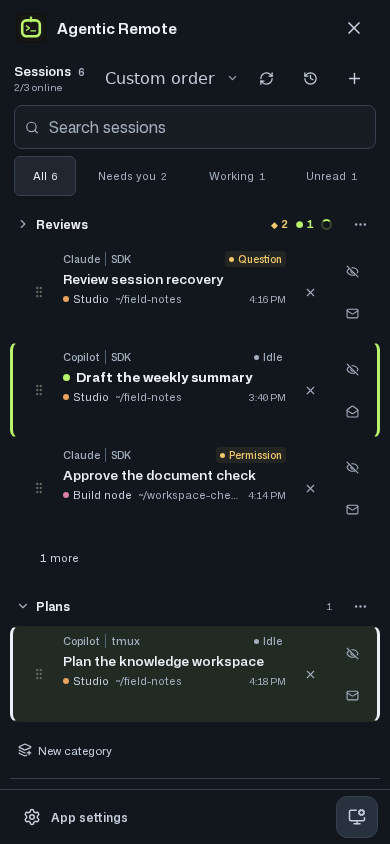 Agentic Remote
Sessions 6
2/3 online
Custom order
Search sessions
All 6
Needs you 2
Working 1
Unread 1
Reviews
2
1
Claude | SDK
Question
Review session recovery
Studio ~/field-notes
4:16 PM
Copilot | SDK
Idle
Draft the weekly summary
Studio ~/field-notes
3:40 PM
Claude | SDK
Permission
Approve the document check
Build node ~/workspace-che...
4:14 PM
1 more
Plans
1
Copilot | tmux
Idle
Plan the knowledge workspace
Studio ~/field-notes
4:18 PM
New category
App settings